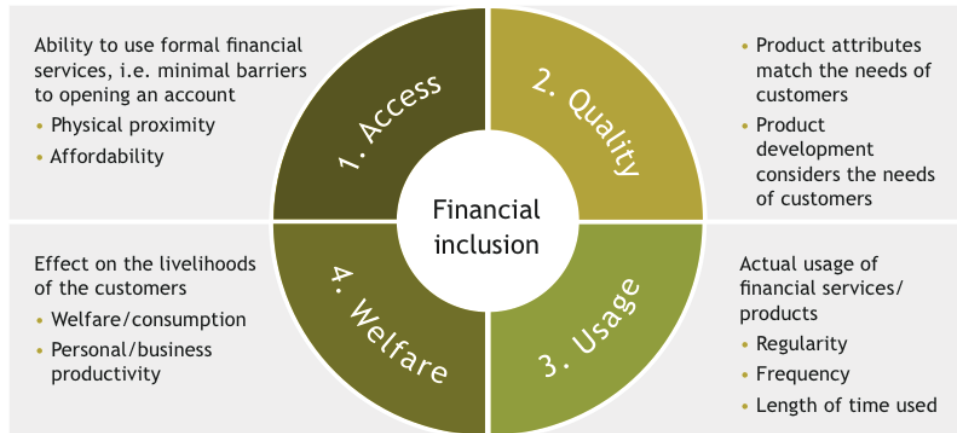 Ability to use formal financial
services, i.e. minimal barriers
to opening an account
• Physical proximity
• Affordability
1. Access
2. Quality
• Product attributes
match the needs of
customers
• Product
development
considers the needs
of customers
Financial
inclusion
Effect on the livelihoods
of the customers
• Welfare/consumption
• Personal/business
productivity
4. Welfare
3. Usage
Actual usage of
financial services/
products
• Regularity
• Frequency
• Length of time used